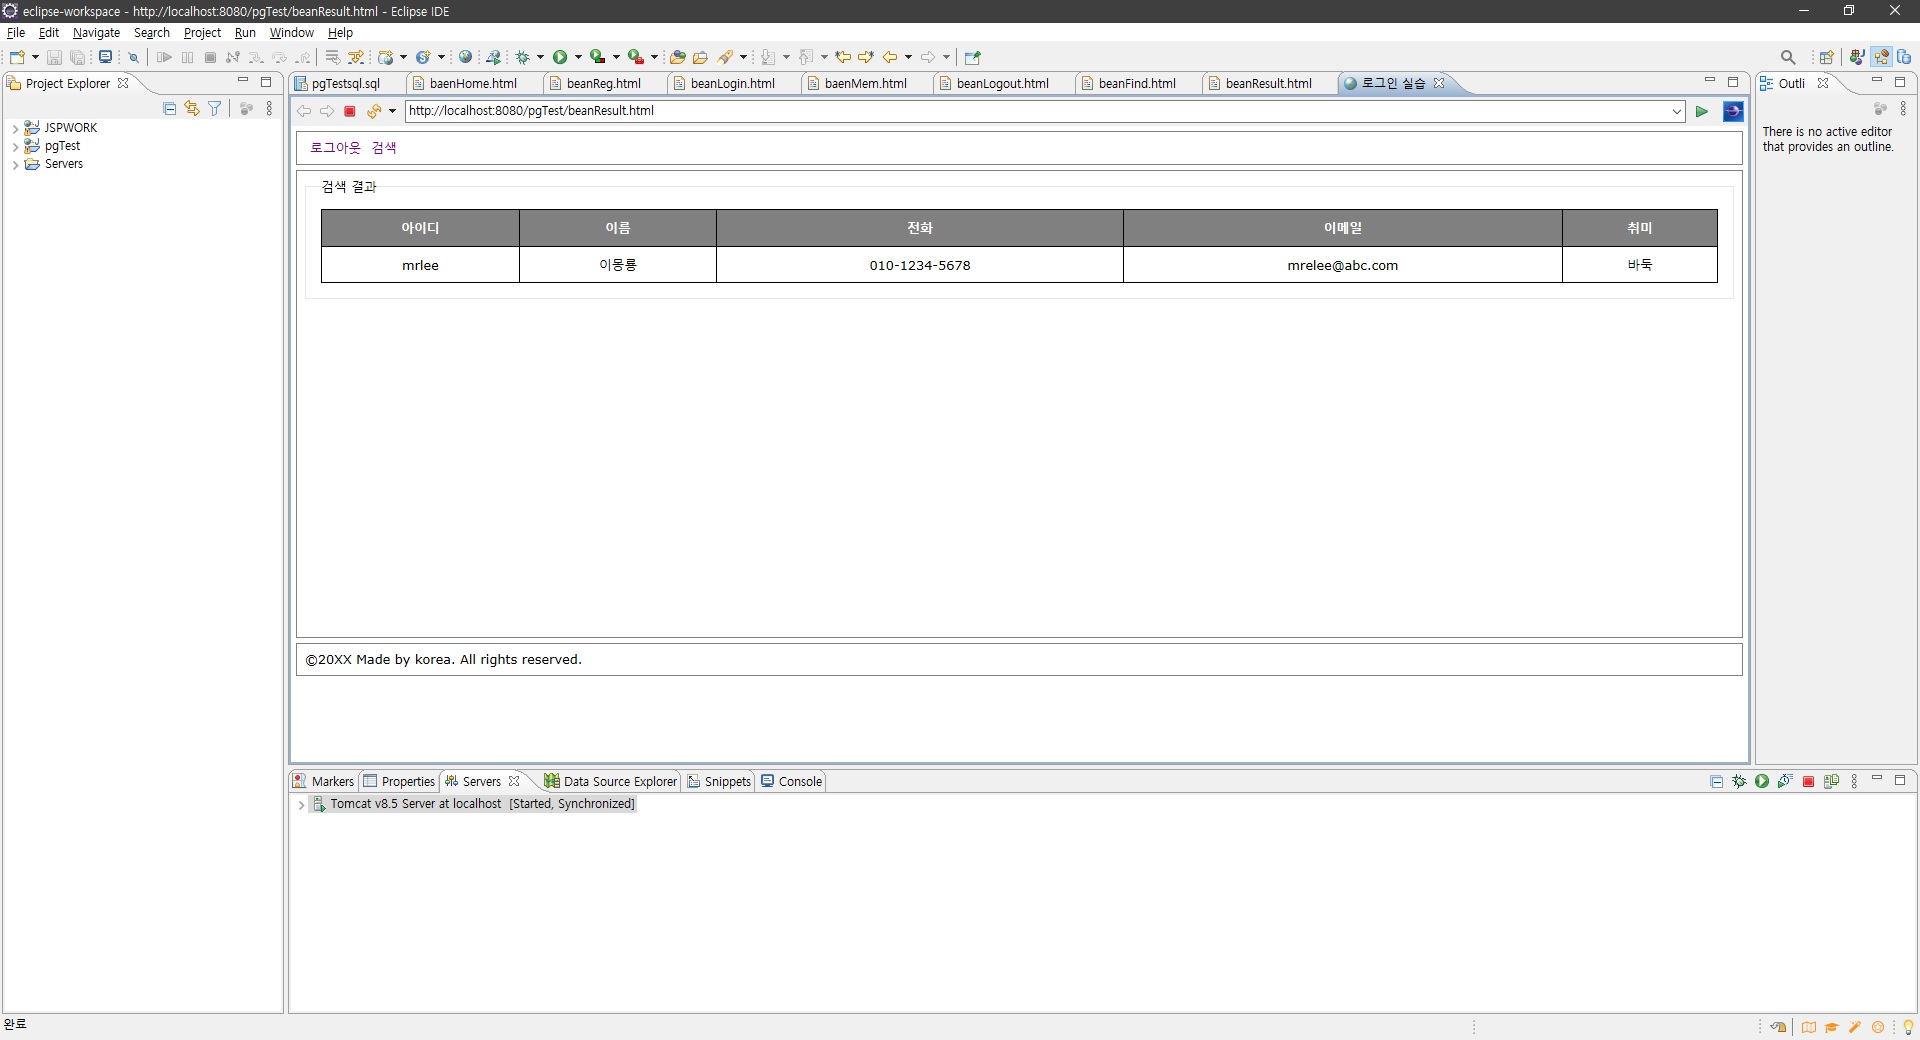 eclipse-workspace - http://localhost:8080/pgTest/beanResult.html - Eclipse IDE
File Edit Navigate Search Project Run Window Help
Project Explorer
JSPWORK
pgTest
Servers
pgTestsql.sql baenHome.html beanReg.html beanLogin.html baenMem.html beanLogout.html beanFind.html beanResult.html 로그인 실습
http://localhost:8080/pgTest/beanResult.html
로그아웃 검색
검색 결과
아이디 이름 전화 이메일 취미
mrlee 이몽룡 010-1234-5678 mrelee@abc.com 바둑
©20XX Made by korea. All rights reserved.
Outli
There is no active editor
that provides an outline.
Markers Properties Servers Data Source Explorer Snippets Console
Tomcat v8.5 Server at localhost [Started, Synchronized]
완료